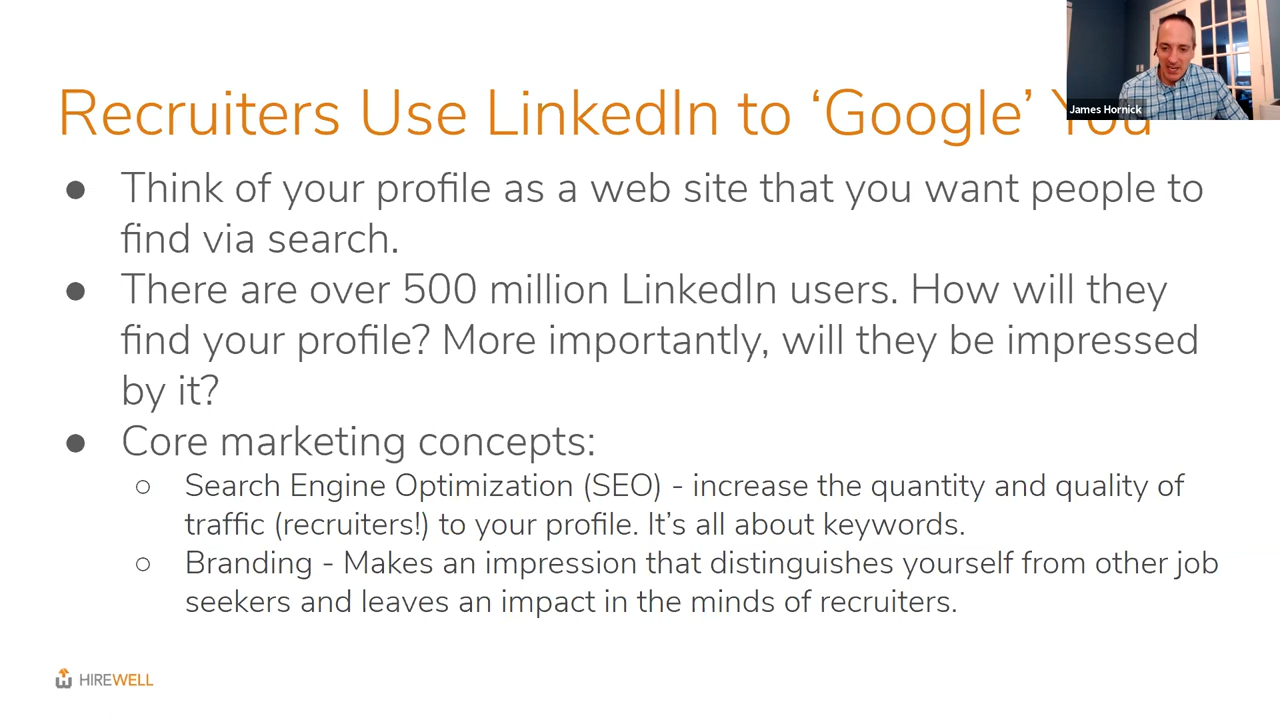 Recruiters Use LinkedIn to ‘Google’ You
James Hornick
● Think of your profile as a web site that you want people to
find via search.
● There are over 500 million LinkedIn users. How will they
find your profile? More importantly, will they be impressed
by it?
● Core marketing concepts:
○ Search Engine Optimization (SEO) - increase the quantity and quality of
traffic (recruiters!) to your profile. It’s all about keywords.
○ Branding - Makes an impression that distinguishes yourself from other job
seekers and leaves an impact in the minds of recruiters.
HIREWELL